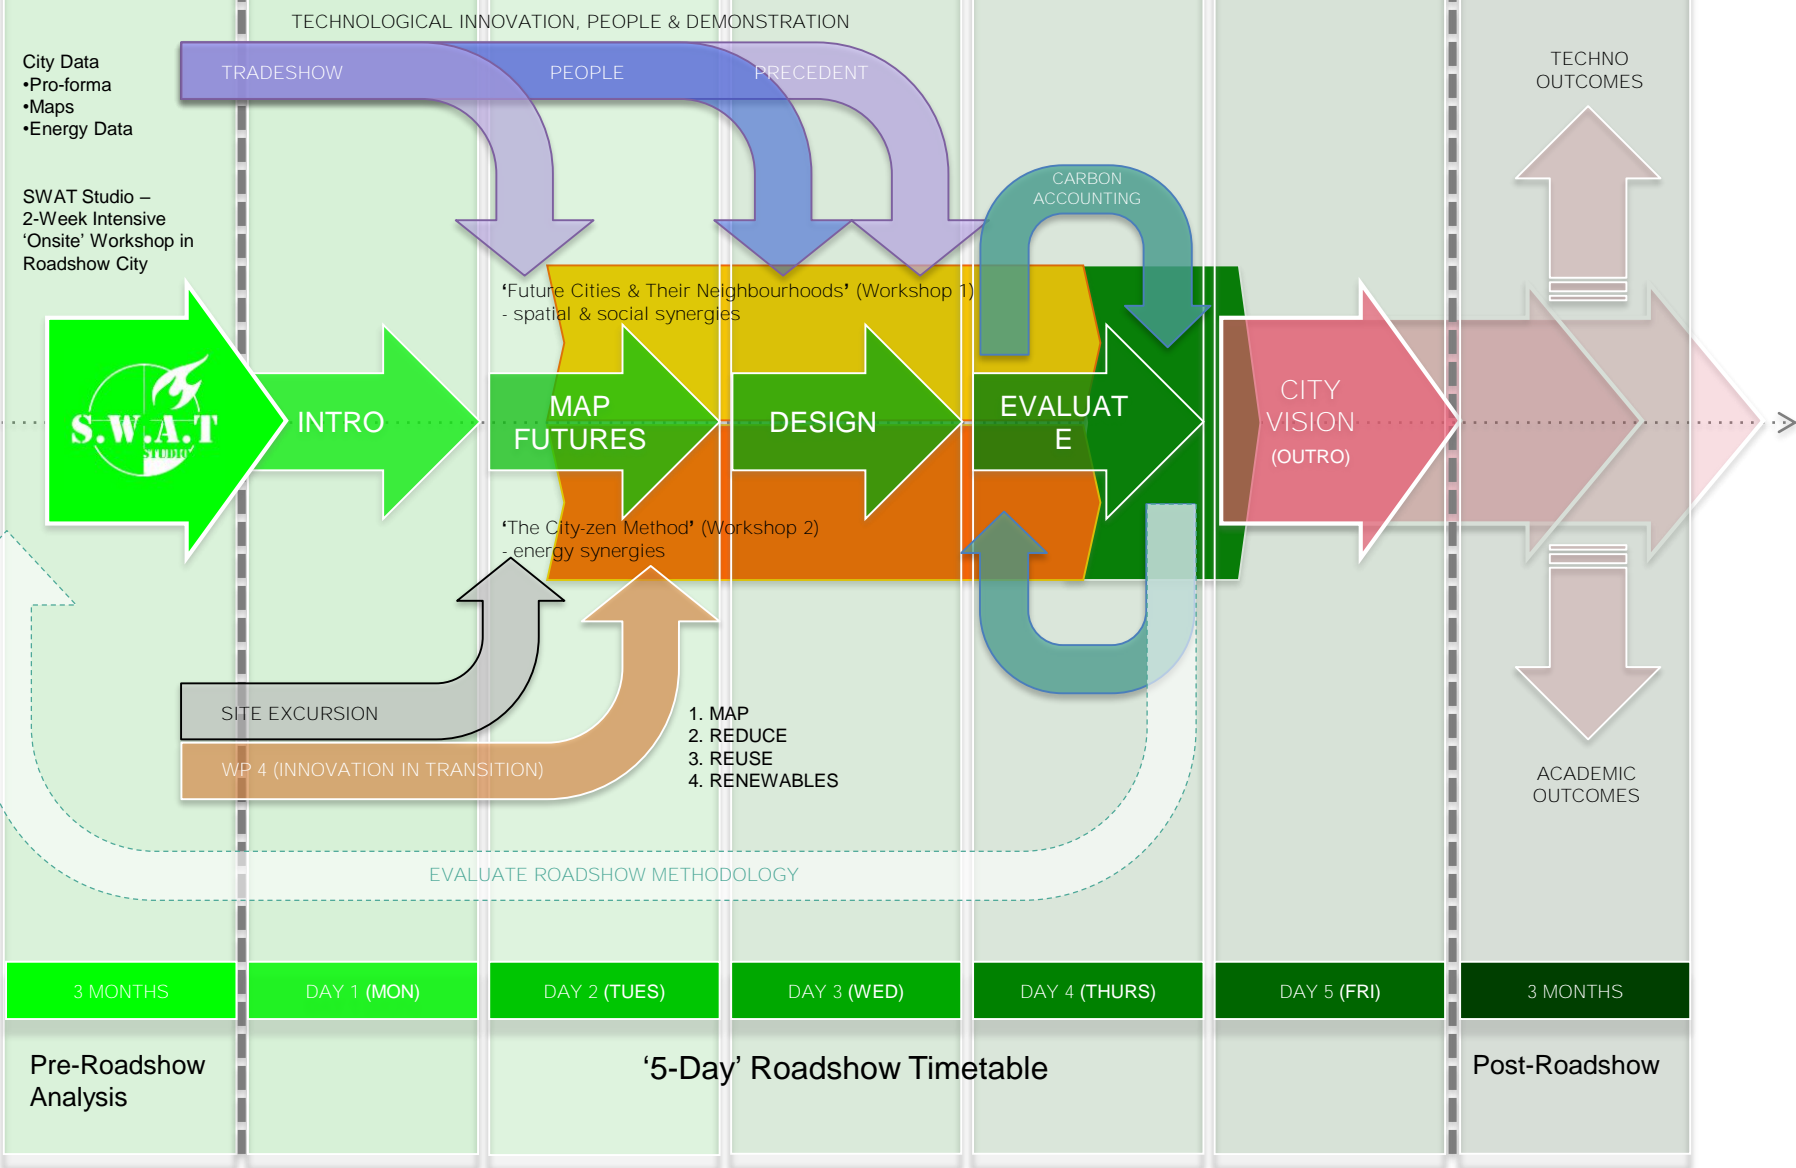 TECHNOLOGICAL INNOVATION, PEOPLE & DEMONSTRATION
City Data
•Pro-forma
•Maps
•Energy Data
SWAT Studio –
2-Week Intensive
‘Onsite’ Workshop in
Roadshow City
TRADESHOW
PEOPLE
PRECEDENT
CARBON
ACCOUNTING
TECHNO
OUTCOMES
‘Future Cities & Their Neighbourhoods’ (Workshop 1)
- spatial & social synergies
S.W.A.T
STUDIO
INTRO
MAP
FUTURES
DESIGN
EVALUAT
E
CITY
VISION
(OUTRO)
‘The City-zen Method’ (Workshop 2)
- energy synergies
SITE EXCURSION
WP 4 (INNOVATION IN TRANSITION)
1. MAP
2. REDUCE
3. REUSE
4. RENEWABLES
ACADEMIC
OUTCOMES
EVALUATE ROADSHOW METHODOLOGY
3 MONTHS
DAY 1 (MON)
DAY 2 (TUES)
DAY 3 (WED)
DAY 4 (THURS)
DAY 5 (FRI)
3 MONTHS
Pre-Roadshow
Analysis
‘5-Day’ Roadshow Timetable
Post-Roadshow